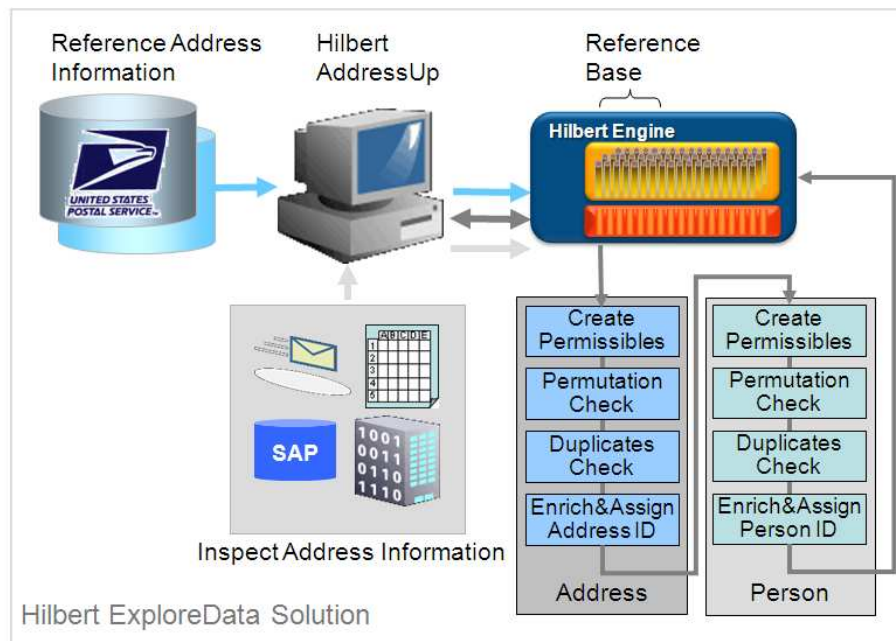 Reference Address
Information
Hilbert
AddressUp
Reference
Base
UNITED STATES
POSTAL SERVICE™
Hilbert Engine
A B C D E
1
2
3
4
5
SAP
1001
0011
0110
1110
Inspect Address Information
Create
Permissibles
Permutation
Check
Duplicates
Check
Enrich&Assign
Address ID
Address
Create
Permissibles
Permutation
Check
Duplicates
Check
Enrich&Assign
Person ID
Person
Hilbert ExploreData Solution